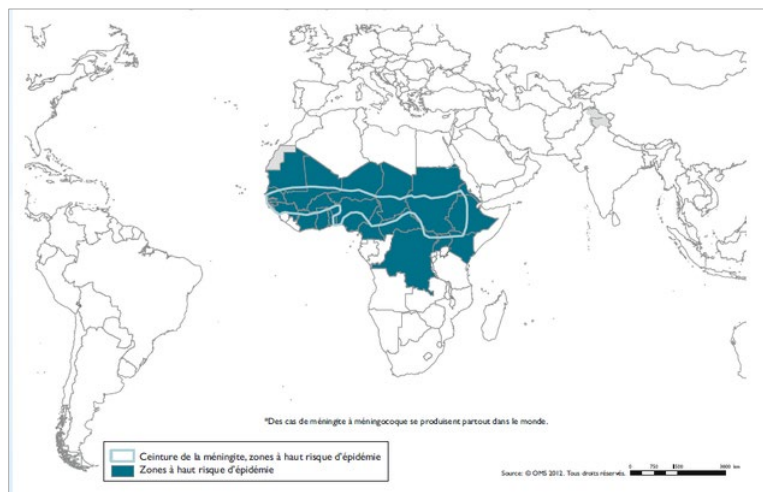 *Des cas de méningite à méningocoque se produisent partout dans le monde.
Ceinture de la méningite, zones à haut risque d'épidémie
Zones à haut risque d'épidémie
Source: © OMS 2012. Tous droits réservés.
0 750 1500 3000 km